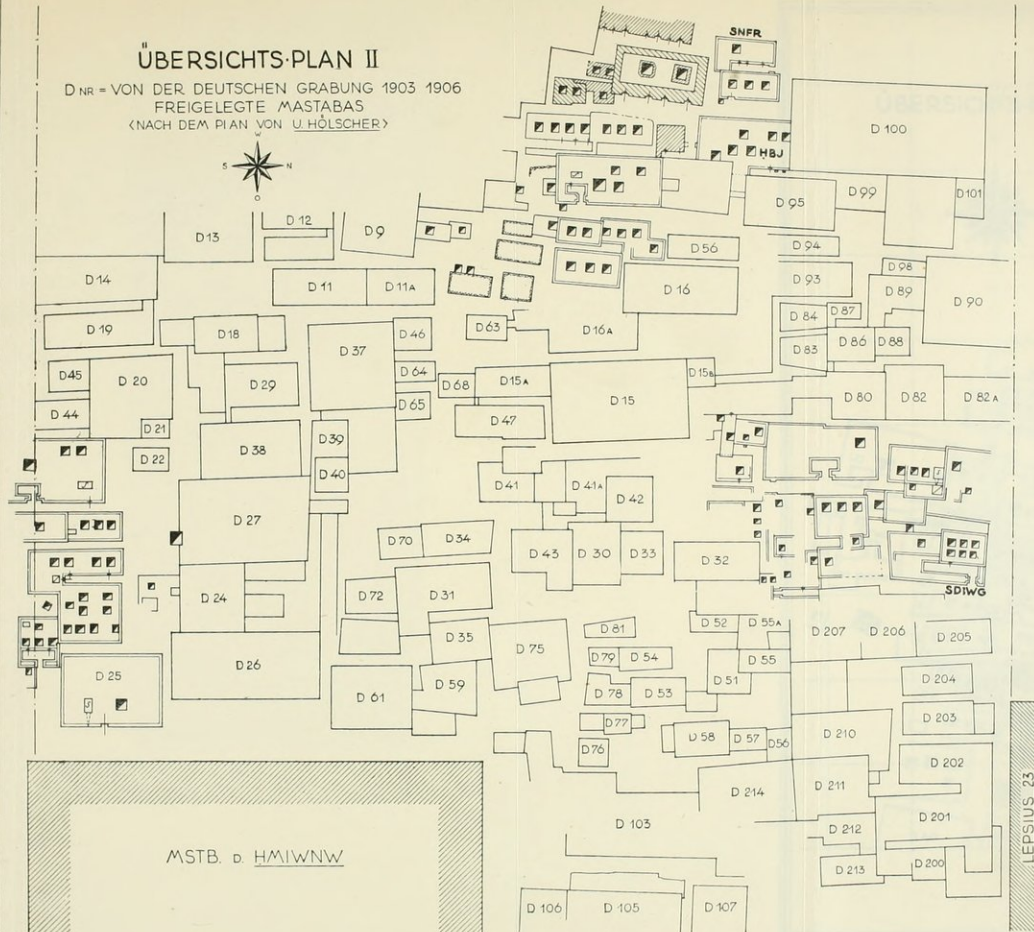 ÜBERSICHTS-PLAN II
D NR = VON DER DEUTSCHEN GRABUNG 1903 1906
FREIGELEGTE MASTABAS
<NACH DEM PLAN VON U. HÖLSCHER>
W
S N
O
SNFR
D 100
HBJ
D 99
D 101
D 95
D 12
D 13
D 9
D 56
D 94
D 14
D 11
D 11A
D 16
D 93
D 98
D 89
D 90
D 19
D 18
D 37
D 46
D 63
D 16A
D 84
D 87
D 86
D 88
D 83
D 45
D 20
D 29
D 64
D 68
D 15A
D 15
D 15B
D 80
D 82
D 82A
D 44
D 21
D 65
D 47
D 22
D 38
D 39
D 40
D 41
D 41A
D 42
D 27
D 70
D 34
D 43
D 30
D 33
D 32
SDIWG
D 24
D 72
D 31
D 35
D 75
D 81
D 52
D 55A
D 207
D 206
D 205
D 26
D 25
D 61
D 59
D 79
D 54
D 55
D 51
D 204
D 78
D 53
D 203
D 77
D 58
D 57
D 56
D 210
D 76
D 202
D 214
D 211
D 201
D 103
D 212
D 213
D 200
MSTB. D. HMIWNW
D 106
D 105
D 107
LEPSIUS 23